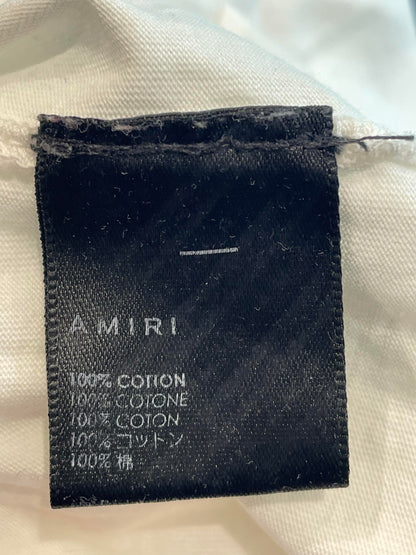 AMIRI
100% COTTON
100% COTONE
100% COTON
100% コットン
100% 棉